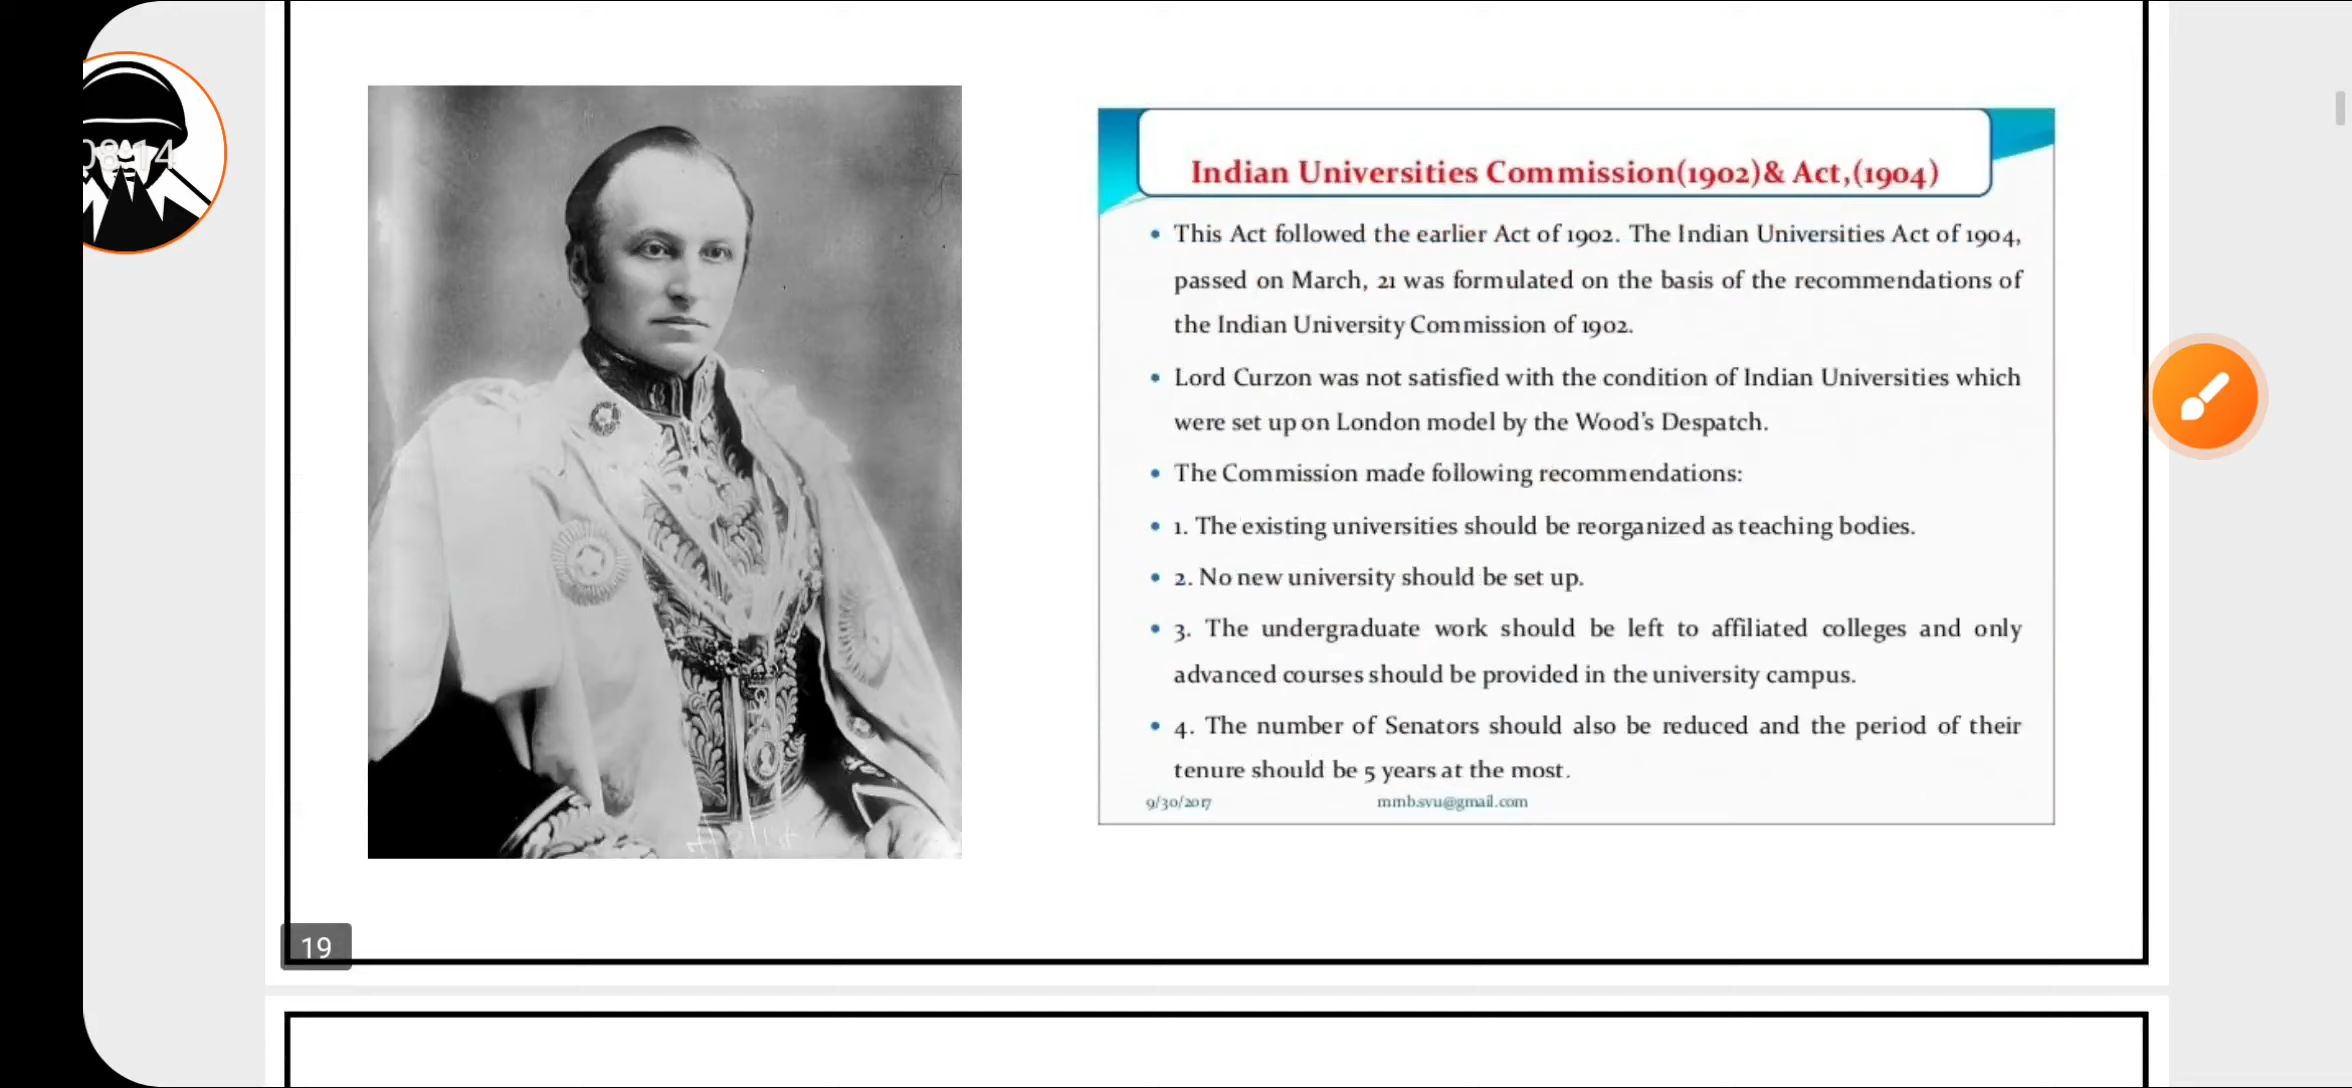 08:14
Indian Universities Commission(1902)& Act,(1904)
• This Act followed the earlier Act of 1902. The Indian Universities Act of 1904,
passed on March, 21 was formulated on the basis of the recommendations of
the Indian University Commission of 1902.
• Lord Curzon was not satisfied with the condition of Indian Universities which
were set up on London model by the Wood's Despatch.
• The Commission made following recommendations:
• 1. The existing universities should be reorganized as teaching bodies.
• 2. No new university should be set up.
• 3. The undergraduate work should be left to affiliated colleges and only
advanced courses should be provided in the university campus.
• 4. The number of Senators should also be reduced and the period of their
tenure should be 5 years at the most.
9/30/2017 mmb.svu@gmail.com
19